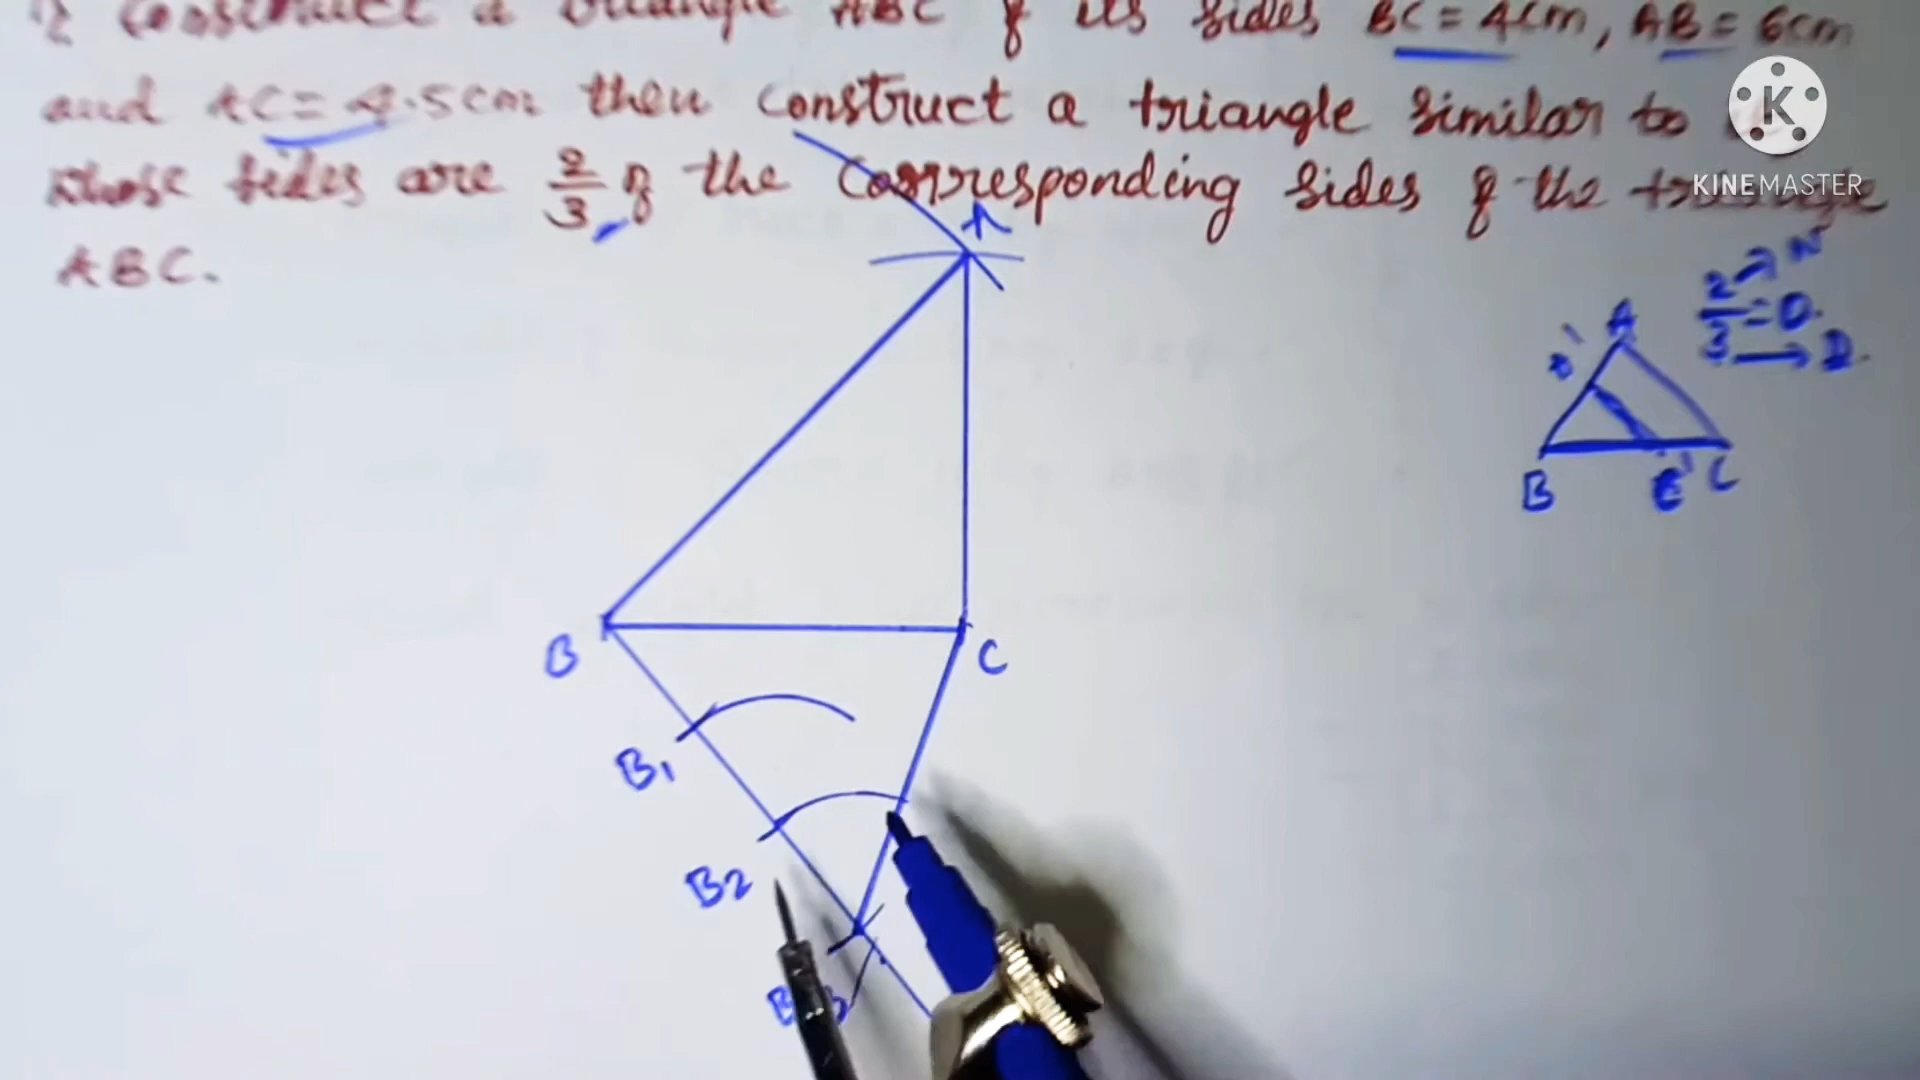 Construct a triangle ABC of its sides BC = 4cm, AB = 6cm
and AC = 4.5cm then construct a triangle similar to
whose sides are 2/3 of the corresponding sides of the triangle
ABC.
K
KINEMASTER
A
2/3 → N
= 0.
→ D.
A
B C' C
B C
B1
B2
B3